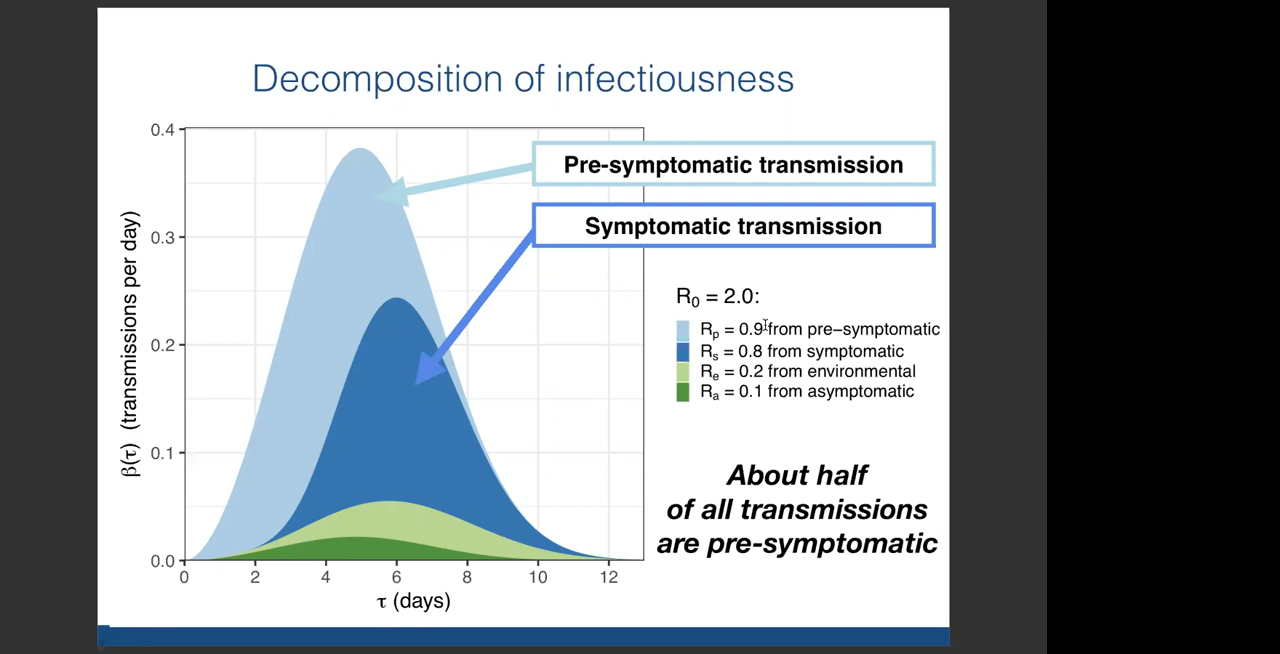 Decomposition of infectiousness
0.4
0.3
0.2
0.1
0.0
β(τ) (transmissions per day)
0 2 4 6 8 10 12
τ (days)
Pre-symptomatic transmission
Symptomatic transmission
R0 = 2.0:
Rp = 0.9 from pre−symptomatic
Rs = 0.8 from symptomatic
Re = 0.2 from environmental
Ra = 0.1 from asymptomatic
About half
of all transmissions
are pre-symptomatic